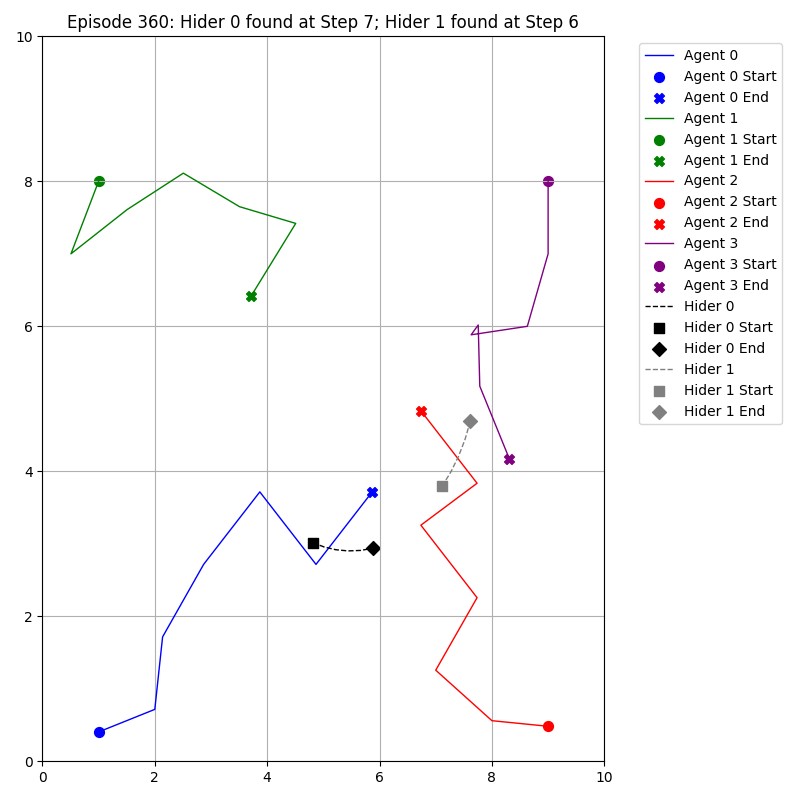 Episode 360: Hider 0 found at Step 7; Hider 1 found at Step 6
10
8
6
4
2
0
0 2 4 6 8 10
Agent 0
Agent 0 Start
Agent 0 End
Agent 1
Agent 1 Start
Agent 1 End
Agent 2
Agent 2 Start
Agent 2 End
Agent 3
Agent 3 Start
Agent 3 End
Hider 0
Hider 0 Start
Hider 0 End
Hider 1
Hider 1 Start
Hider 1 End